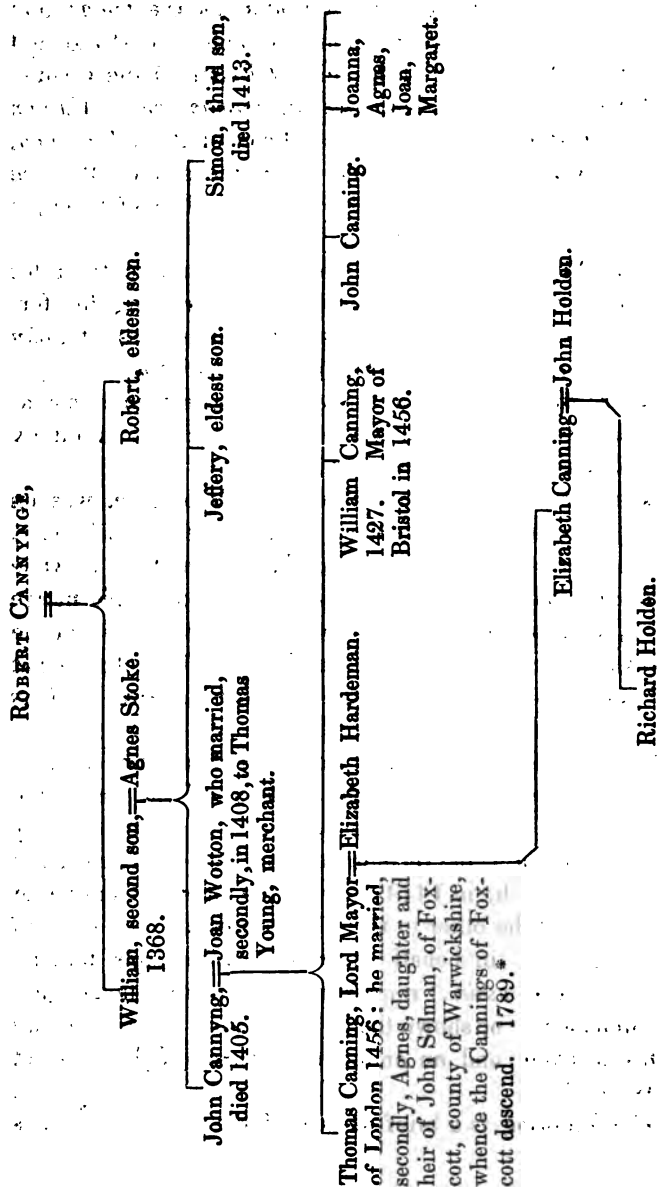 ROBERT CANNYNGE,
William, second son,═Agnes Stoke.
1368.
Robert, eldest son.
John Cannyng,═Joan Wotton, who married,
died 1405.
secondly, in 1408, to Thomas
Young, merchant.
Jeffery, eldest son.
Simon, third son,
died 1413.
Thomas Canning, Lord Mayor═Elizabeth Hardeman.
of London 1456: he married,
secondly, Agnes, daughter and
heir of John Solman, of Fox-
cott, county of Warwickshire,
whence the Cannings of Fox-
cott descend. 1789.*
William Canning,
1427. Mayor of
Bristol in 1456.
John Canning.
Joanna,
Agnes,
Joan,
Margaret.
Elizabeth Canning═John Holden.
Richard Holden.